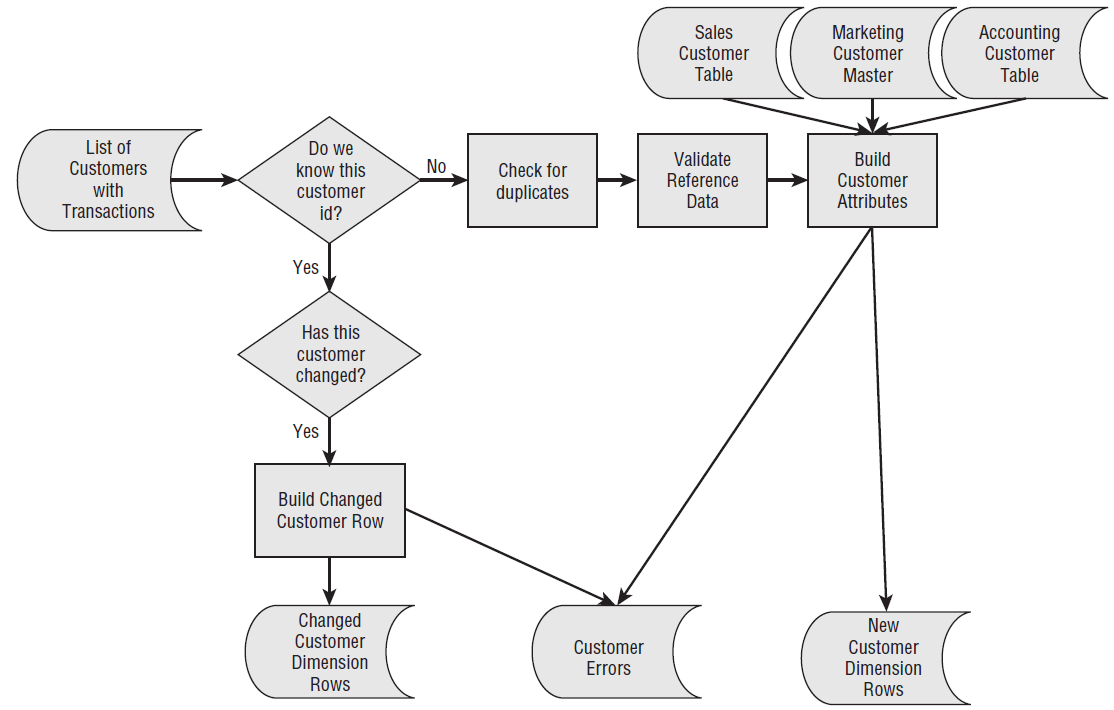 Sales
Customer
Table
Marketing
Customer
Master
Accounting
Customer
Table
List of
Customers
with
Transactions
Do we
know this
customer
id?
No
Check for
duplicates
Validate
Reference
Data
Build
Customer
Attributes
Yes
Has this
customer
changed?
Yes
Build Changed
Customer Row
Changed
Customer
Dimension
Rows
Customer
Errors
New
Customer
Dimension
Rows